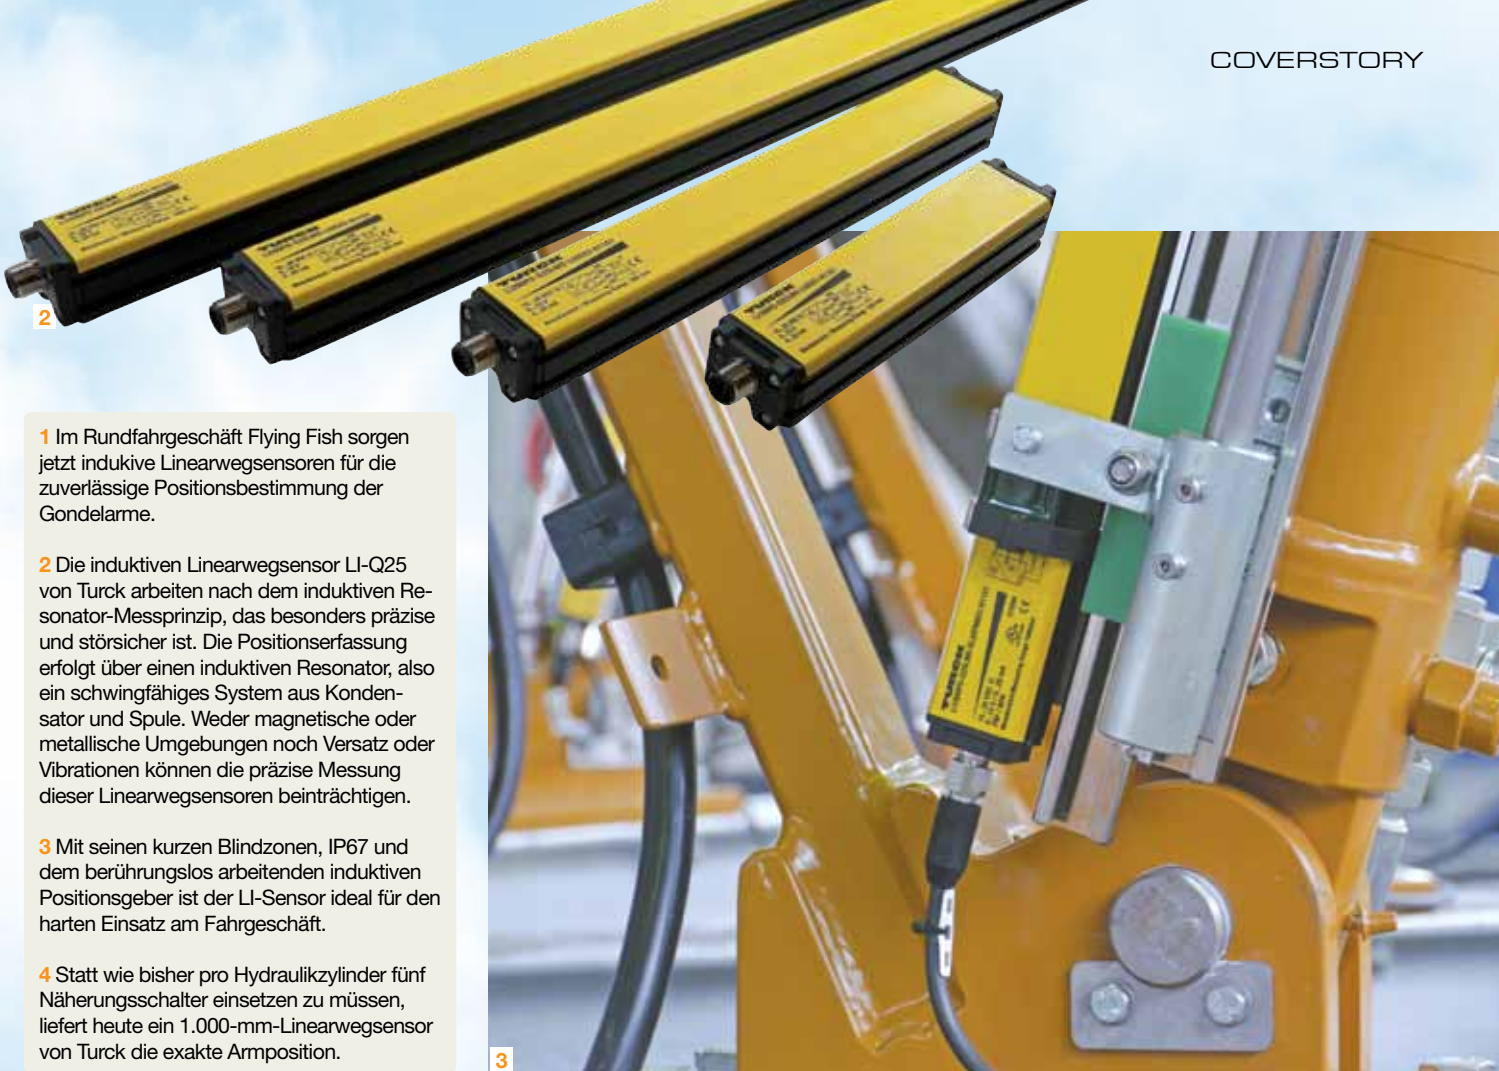 COVERSTORY
2
1 Im Rundfahrgeschäft Flying Fish sorgen
jetzt indukive Linearwegsensoren für die
zuverlässige Positionsbestimmung der
Gondelarme.
2 Die induktiven Linearwegsensor LI-Q25
von Turck arbeiten nach dem induktiven Re-
sonator-Messprinzip, das besonders präzise
und störsicher ist. Die Positionserfassung
erfolgt über einen induktiven Resonator, also
ein schwingfähiges System aus Konden-
sator und Spule. Weder magnetische oder
metallische Umgebungen noch Versatz oder
Vibrationen können die präzise Messung
dieser Linearwegsensoren beinträchtigen.
3 Mit seinen kurzen Blindzonen, IP67 und
dem berührungslos arbeitenden induktiven
Positionsgeber ist der LI-Sensor ideal für den
harten Einsatz am Fahrgeschäft.
4 Statt wie bisher pro Hydraulikzylinder fünf
Näherungsschalter einsetzen zu müssen,
liefert heute ein 1.000-mm-Linearwegsensor
von Turck die exakte Armposition.
TURCK
TURCK
TURCK
TURCK
TURCK
3